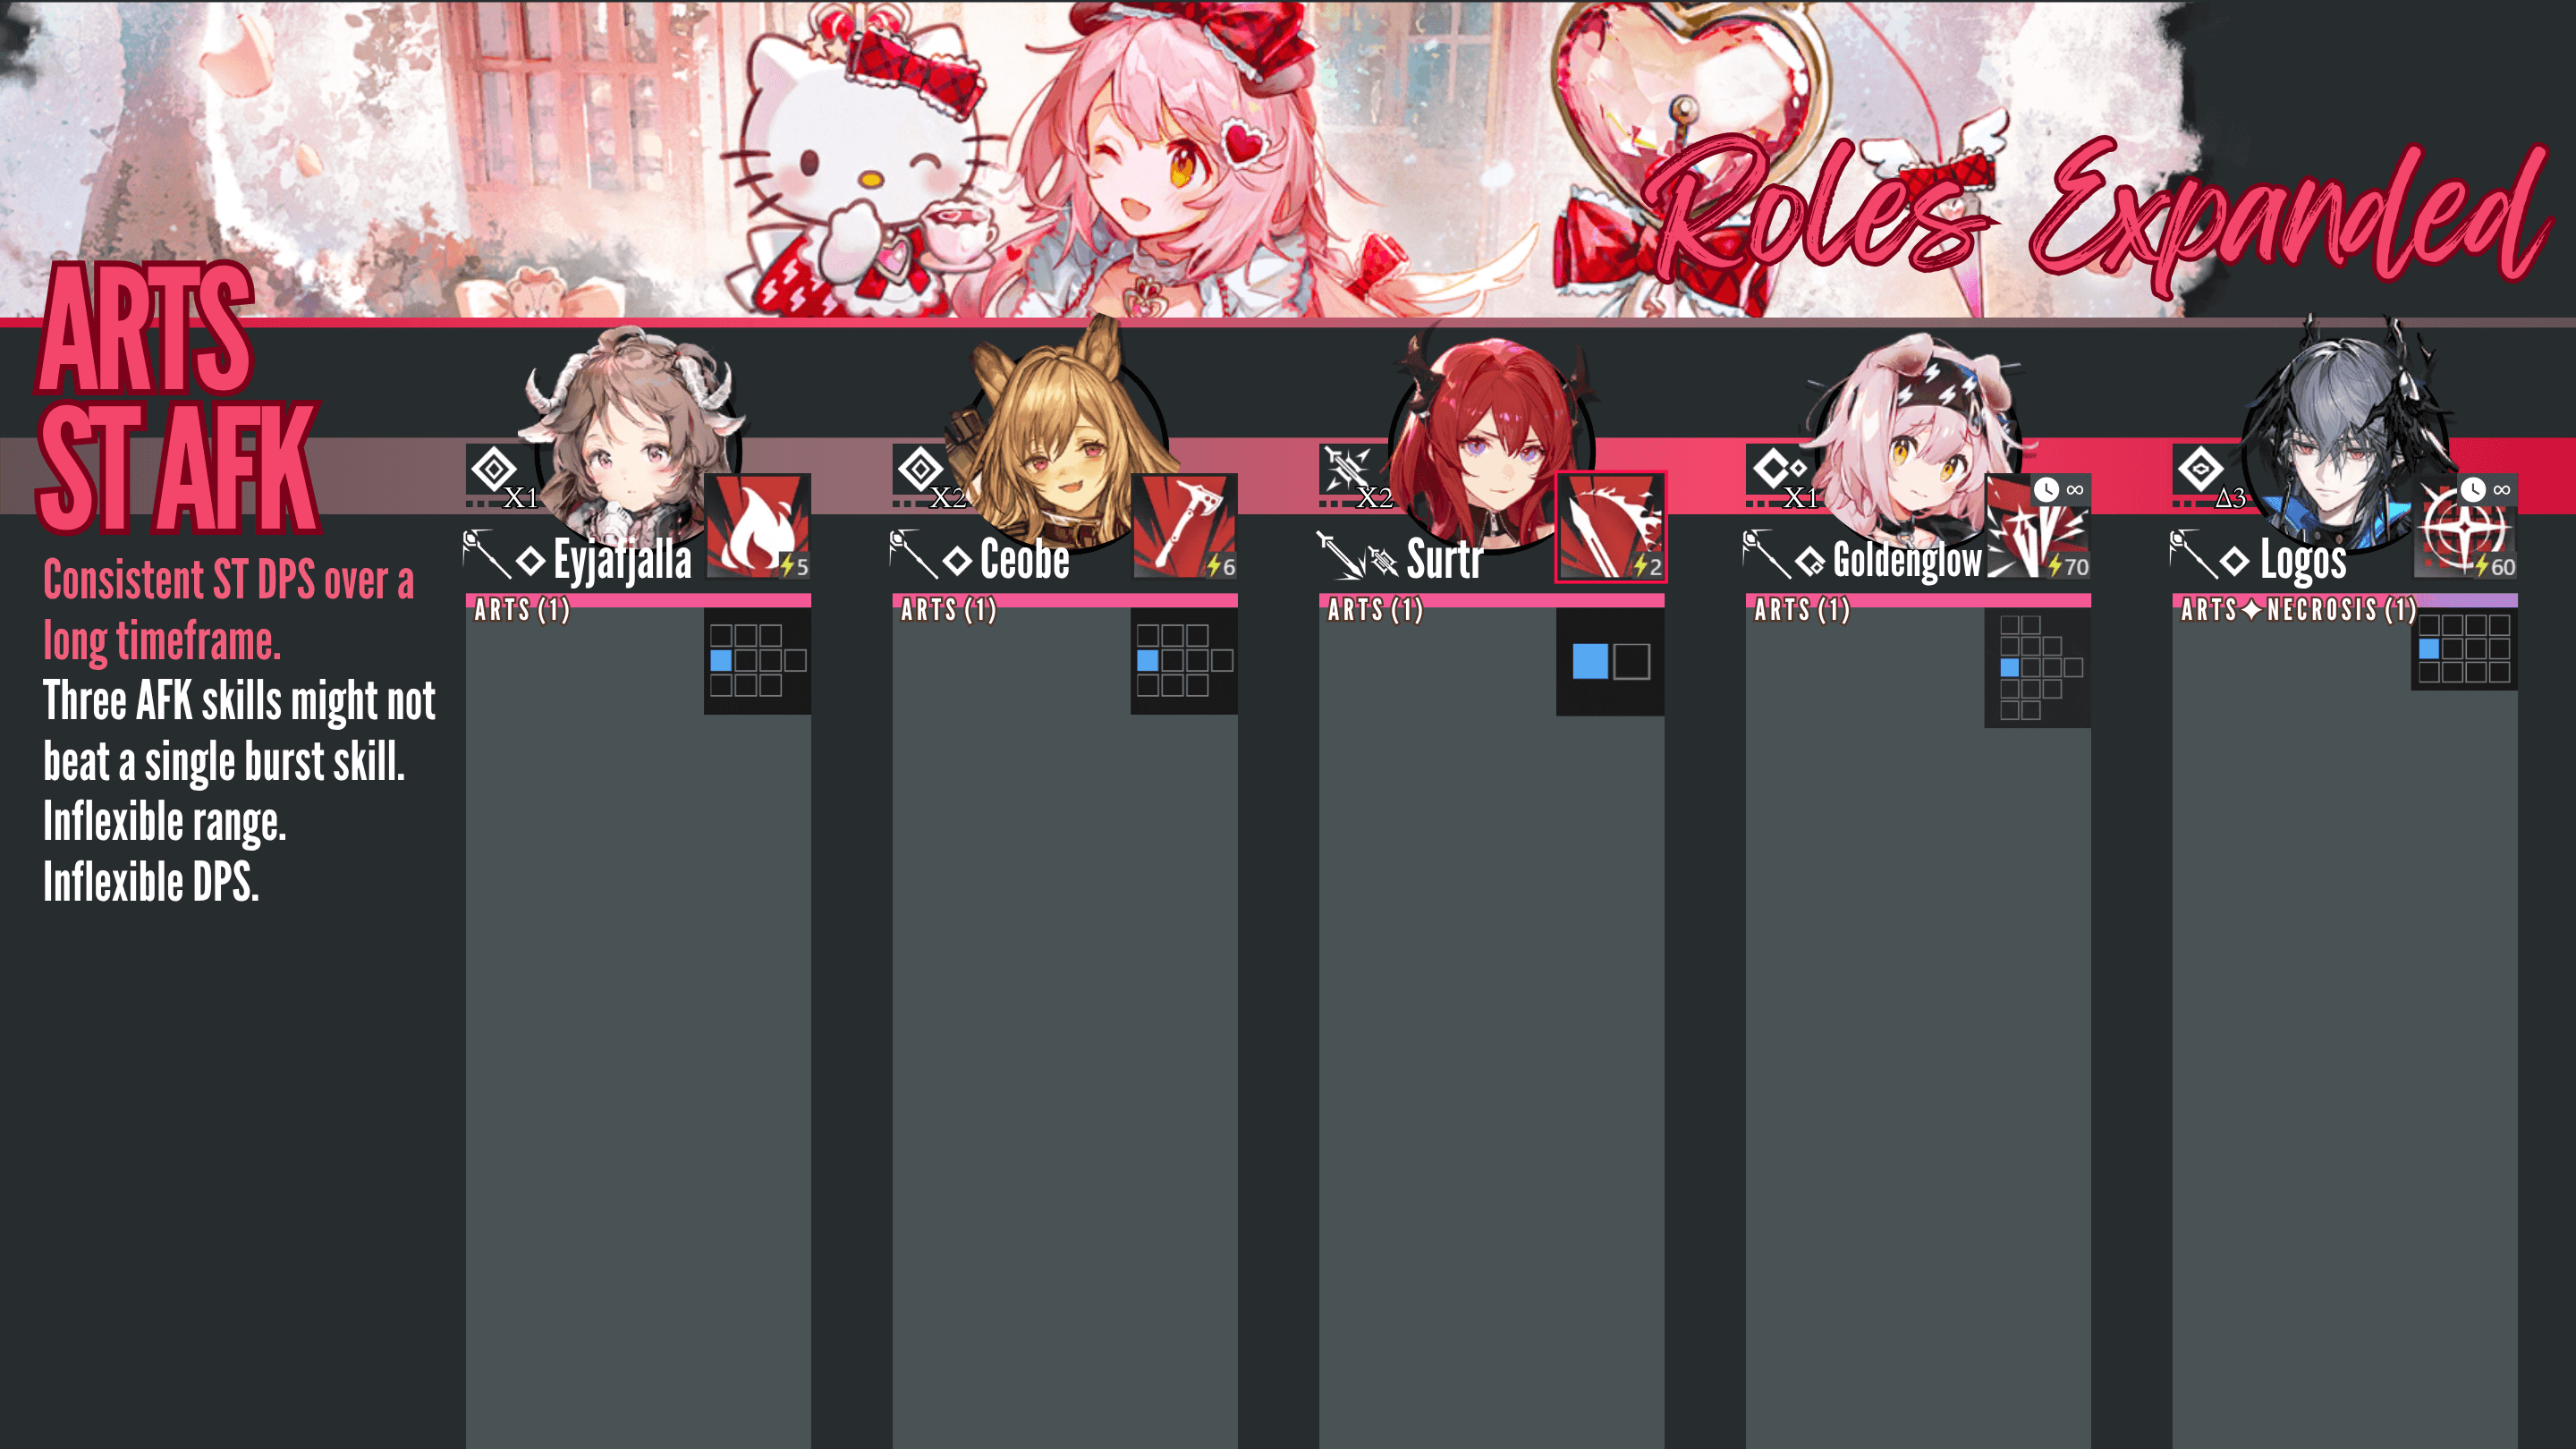 Roles Expanded
ARTS
ST AFK
Consistent ST DPS over a
long timeframe.
Three AFK skills might not
beat a single burst skill.
Inflexible range.
Inflexible DPS.
X1
Eyjafjalla
5
ARTS (1)
X2
Ceobe
6
ARTS (1)
X2
Surtr
2
ARTS (1)
X1
Goldenglow
∞
70
ARTS (1)
Δ3
Logos
∞
60
ARTS✦NECROSIS (1)